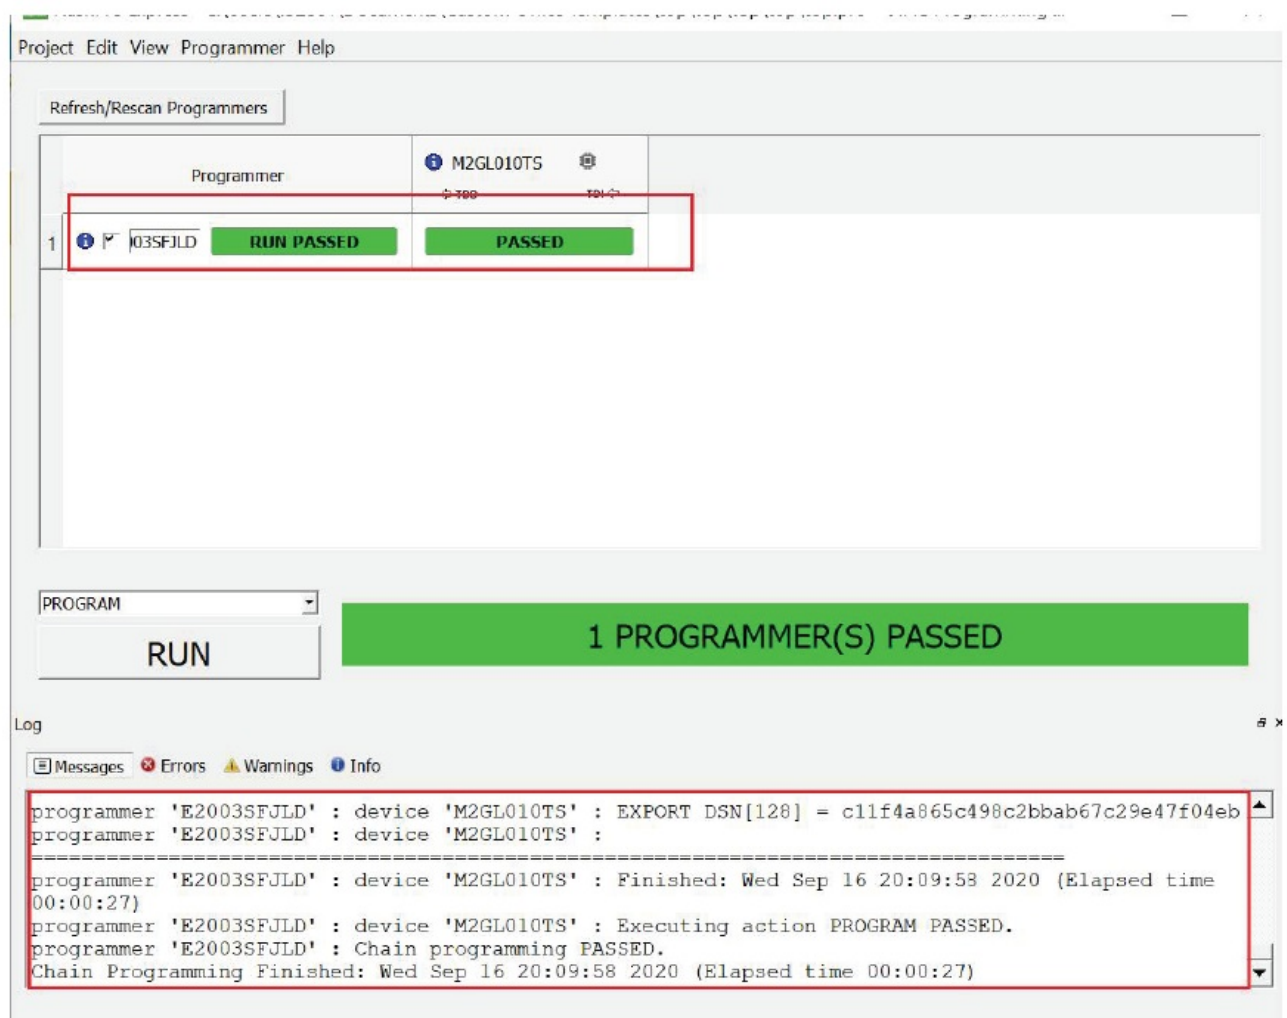 Project Edit View Programmer Help
Refresh/Rescan Programmers
Programmer
M2GL010TS
TDO TDI
1 03SFJLD RUN PASSED PASSED
PROGRAM
RUN
1 PROGRAMMER(S) PASSED
Log
Messages Errors Warnings Info
programmer 'E2003SFJLD' : device 'M2GL010TS' : EXPORT DSN[128] = c11f4a865c498c2bbab67c29e47f04eb
programmer 'E2003SFJLD' : device 'M2GL010TS' :
=====================================================================================
programmer 'E2003SFJLD' : device 'M2GL010TS' : Finished: Wed Sep 16 20:09:58 2020 (Elapsed time
00:00:27)
programmer 'E2003SFJLD' : device 'M2GL010TS' : Executing action PROGRAM PASSED.
programmer 'E2003SFJLD' : Chain programming PASSED.
Chain Programming Finished: Wed Sep 16 20:09:58 2020 (Elapsed time 00:00:27)